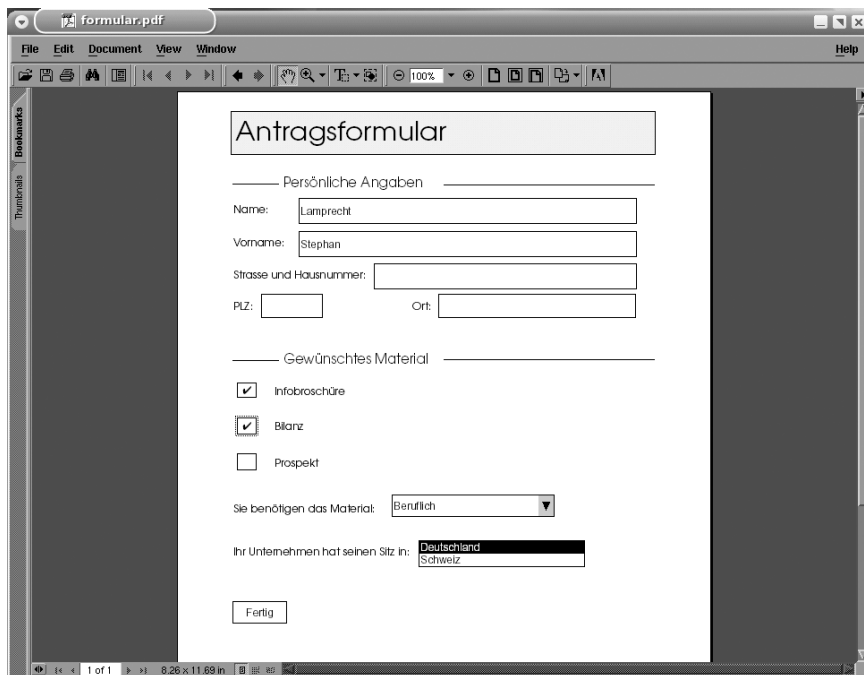 formular.pdf
File Edit Document View Window Help
100%
Bookmarks
Thumbnails
Antragsformular
Persönliche Angaben
Name: Lamprecht
Vorname: Stephan
Strasse und Hausnummer:
PLZ: Ort:
Gewünschtes Material
Infobroschüre
Bilanz
Prospekt
Sie benötigen das Material: Beruflich
Ihr Unternehmen hat seinen Sitz in: Deutschland
Schweiz
Fertig
1 of 1 8.26 x 11.69 in